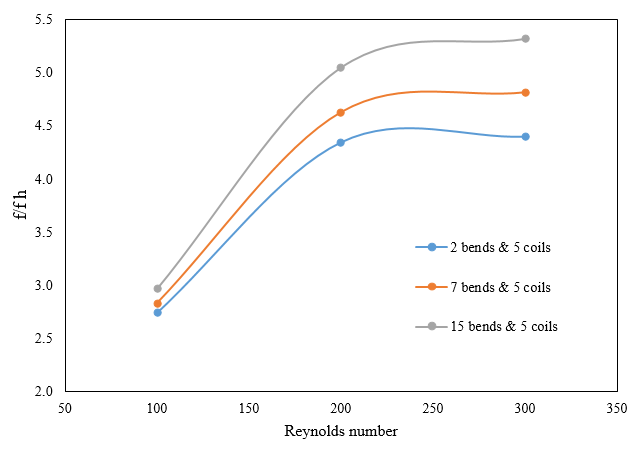 5.5
5.0
4.5
4.0
3.5
3.0
2.5
2.0
f/f h
2 bends & 5 coils
7 bends & 5 coils
15 bends & 5 coils
50 100 150 200 250 300 350
Reynolds number